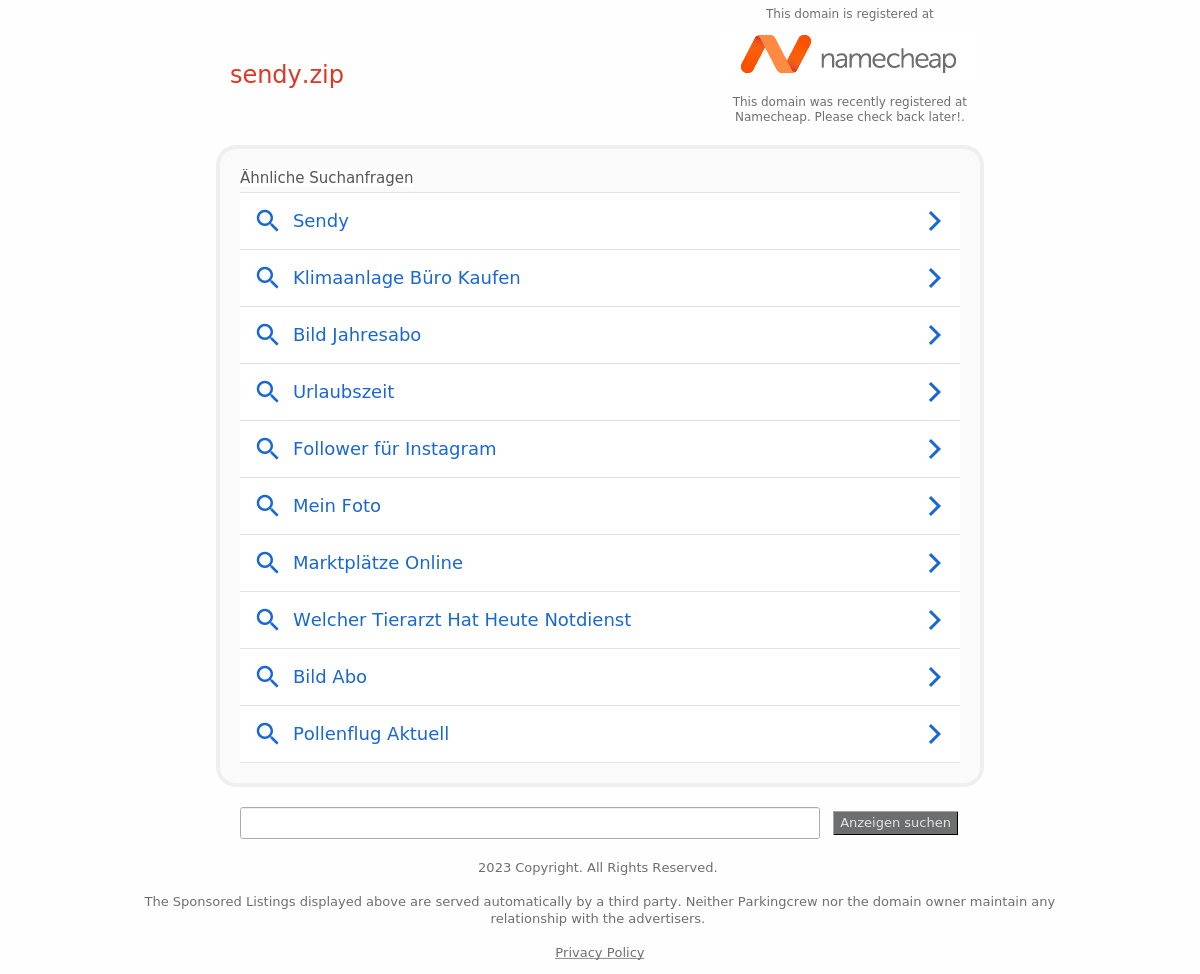 This domain is registered at
namecheap
sendy.zip
This domain was recently registered at
Namecheap. Please check back later!.
Ähnliche Suchanfragen
Sendy
Klimaanlage Büro Kaufen
Bild Jahresabo
Urlaubszeit
Follower für Instagram
Mein Foto
Marktplätze Online
Welcher Tierarzt Hat Heute Notdienst
Bild Abo
Pollenflug Aktuell
Anzeigen suchen
2023 Copyright. All Rights Reserved.
The Sponsored Listings displayed above are served automatically by a third party. Neither Parkingcrew nor the domain owner maintain any
relationship with the advertisers.
Privacy Policy